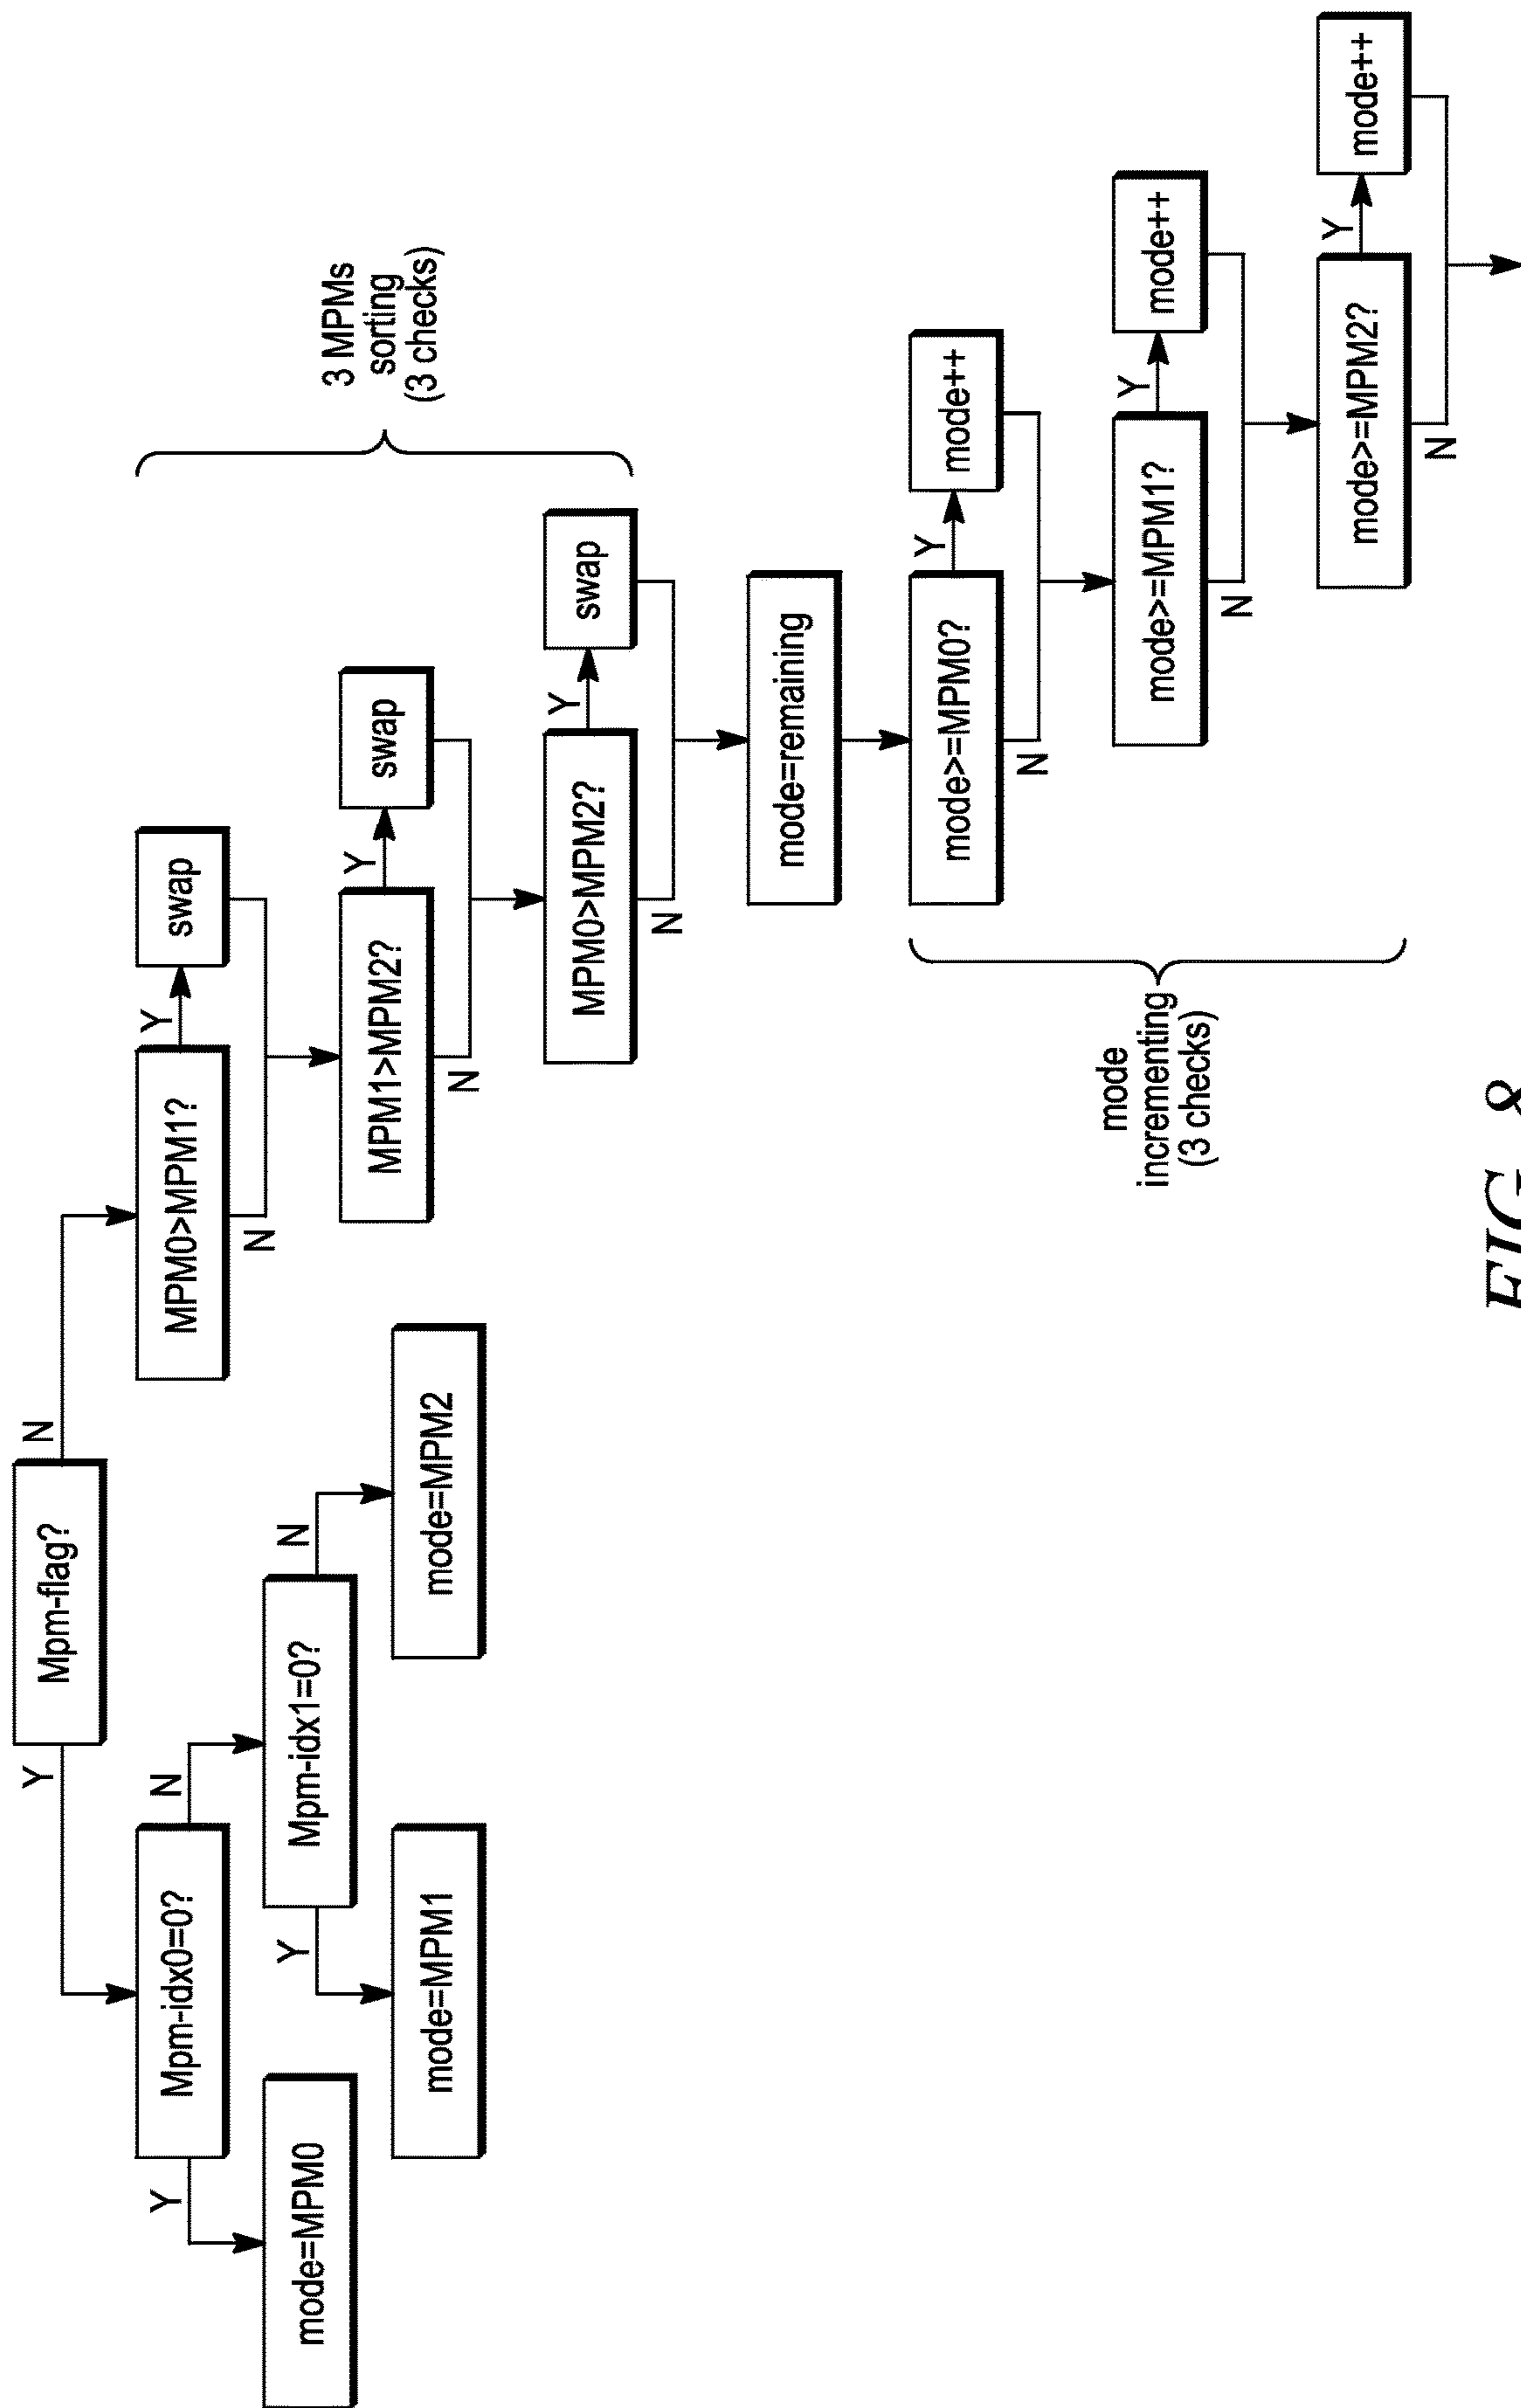 Mpm-flag?
Y
N
Mpm-idx0=0?
Y
N
mode=MPM0
Mpm-idx1=0?
Y
N
mode=MPM1
mode=MPM2
MPM0>MPM1?
Y
swap
N
MPM1>MPM2?
Y
swap
N
MPM0>MPM2?
Y
swap
N
3 MPMs
sorting
(3 checks)
mode=remaining
mode>=MPM0?
Y
mode++
N
mode>=MPM1?
Y
mode++
N
mode>=MPM2?
Y
mode++
N
mode
incrementing
(3 checks)
FIG. 8